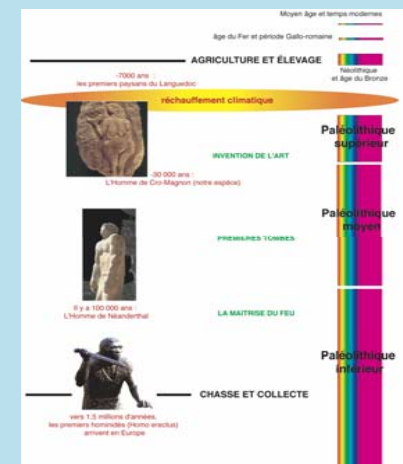 Moyen âge et temps modernes
âge du Fer et période Gallo-romaine
AGRICULTURE ET ÉLEVAGE
Néolithique
et âge du Bronze
-7000 ans :
les premiers paysans du Languedoc
réchauffement climatique
Paléolithique
supérieur
INVENTION DE L'ART
-30 000 ans :
L'Homme de Cro-Magnon (notre espèce)
Paléolithique
moyen
PREMIÈRES TOMBES
Il y a 100 000 ans :
L'Homme de Néanderthal
LA MAITRISE DU FEU
Paléolithique
inférieur
CHASSE ET COLLECTE
vers 1,5 millions d'années,
les premiers hominidés (Homo erectus)
arrivent en Europe